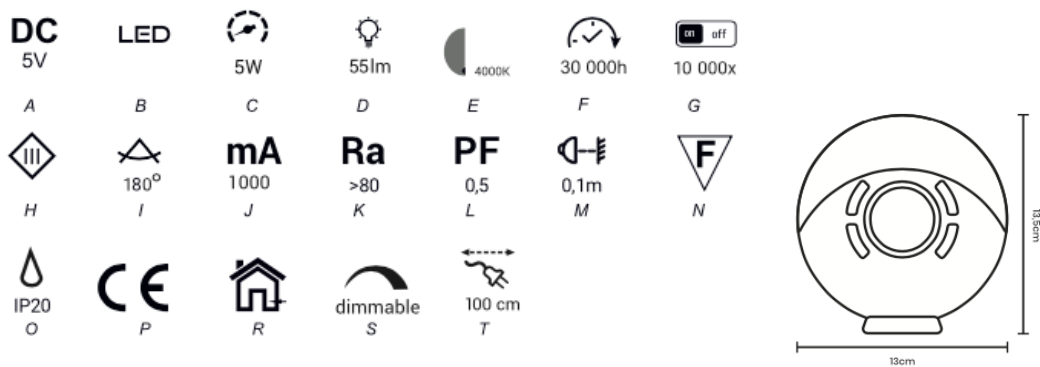 DC
5V
LED
5W
55lm
4000K
30 000h
on off
10 000x
A B C D E F G
III
180°
mA
1000
Ra
>80
PF
0,5
0,1m
F
H I J K L M N
IP20
CE
dimmable
100 cm
O P R S T
13,5cm
13cm